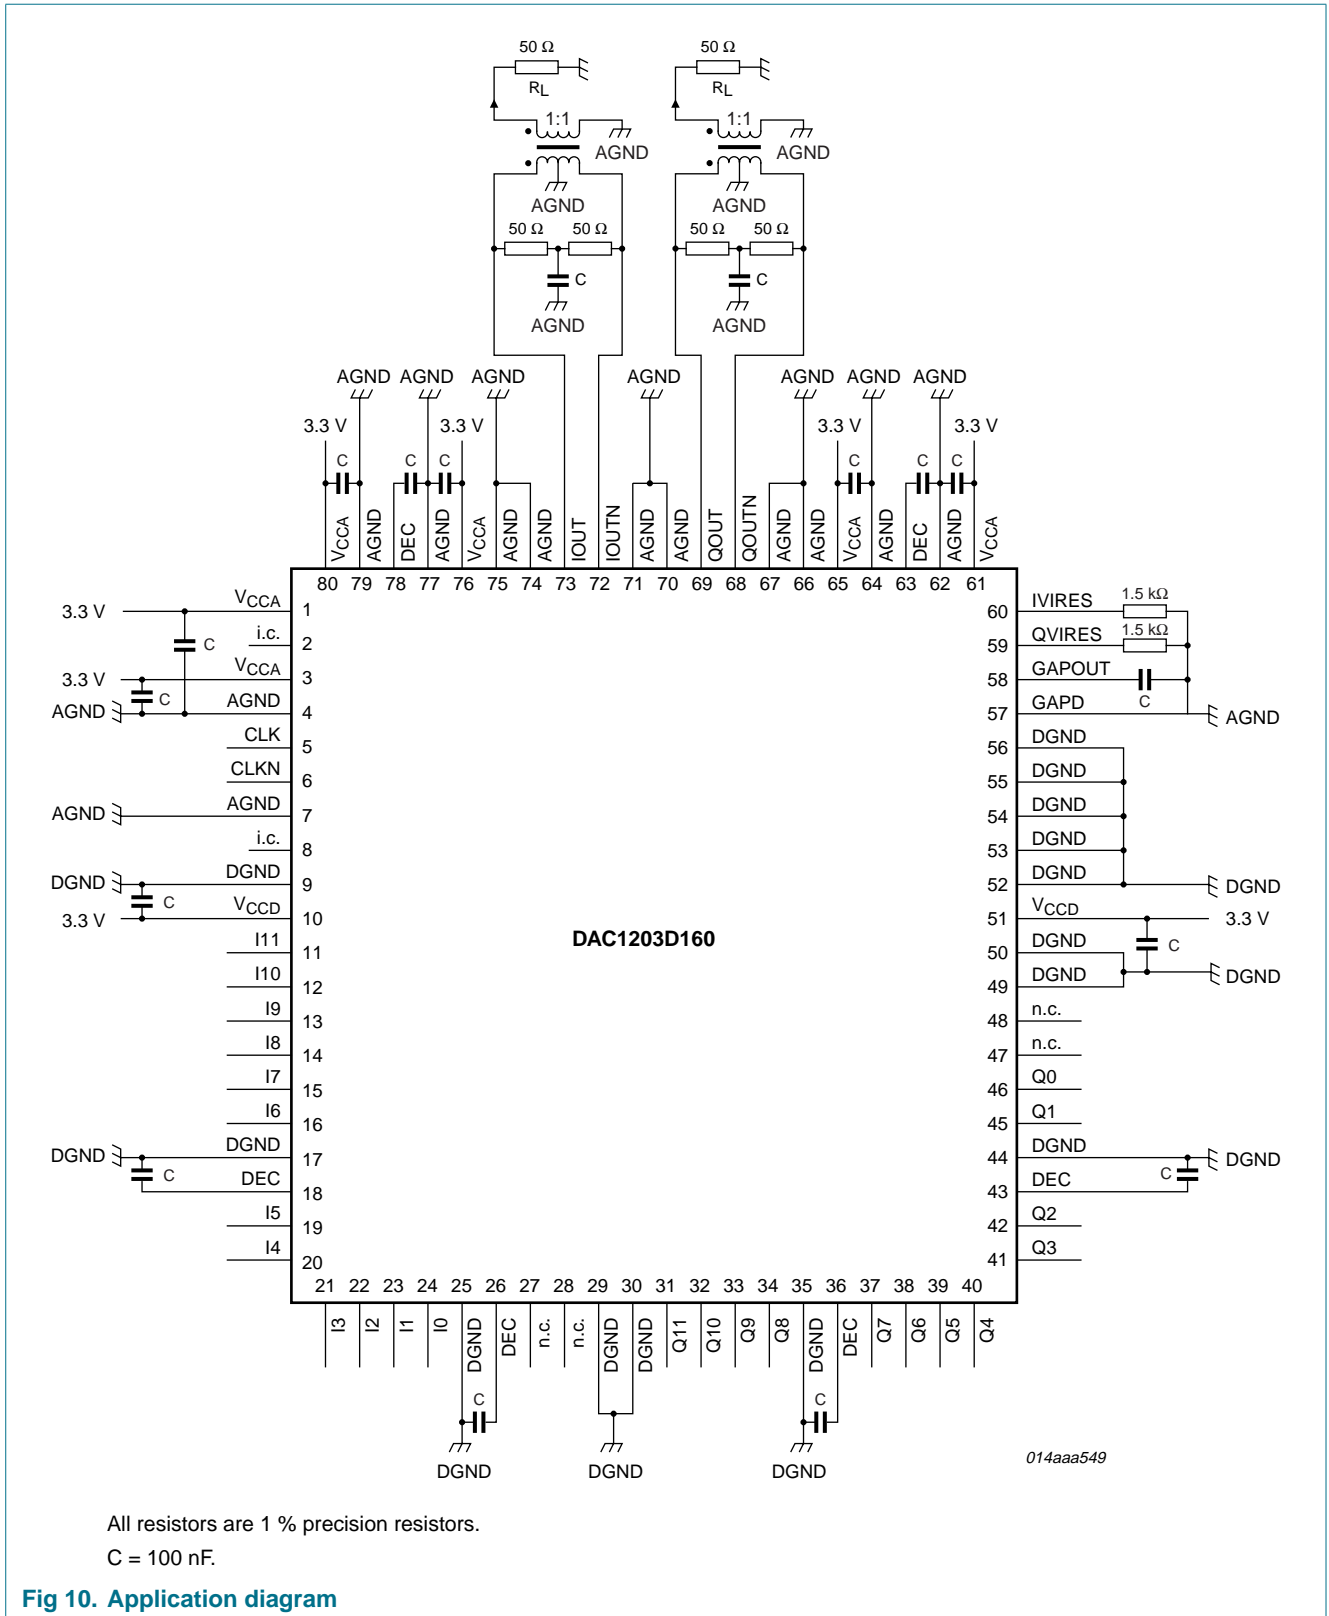 50 Ω 50 Ω
RL RL
1:1 1:1
AGND AGND
AGND AGND
50 Ω 50 Ω 50 Ω 50 Ω
C C
AGND AGND
AGND AGND AGND AGND AGND AGND AGND
3.3 V 3.3 V 3.3 V 3.3 V
C C C C C C
VCCA AGND DEC AGND VCCA AGND AGND IOUT IOUTN AGND AGND QOUT QOUTN AGND AGND VCCA AGND DEC AGND VCCA
80 79 78 77 76 75 74 73 72 71 70 69 68 67 66 65 64 63 62 61
3.3 V VCCA 1 60 IVIRES 1.5 kΩ
i.c. 2 C 59 QVIRES 1.5 kΩ
3.3 V VCCA 3 58 GAPOUT C
AGND C AGND 4 57 GAPD AGND
CLK 5 56 DGND
CLKN 6 55 DGND
AGND AGND 7 54 DGND
i.c. 8 53 DGND
DGND DGND 9 52 DGND DGND
C
3.3 V VCCD 10 51 VCCD 3.3 V
DAC1203D160
I11 11 50 DGND C
I10 12 49 DGND DGND
I9 13 48 n.c.
I8 14 47 n.c.
I7 15 46 Q0
I6 16 45 Q1
DGND DGND 17 44 DGND DGND
C C
DEC 18 43 DEC
I5 19 42 Q2
I4 20 41 Q3
21 22 23 24 25 26 27 28 29 30 31 32 33 34 35 36 37 38 39 40
I3 I2 I1 I0 DGND DEC n.c. n.c. DGND DGND Q11 Q10 Q9 Q8 DGND DEC Q7 Q6 Q5 Q4
C C
DGND DGND DGND
014aaa549
All resistors are 1 % precision resistors.
C = 100 nF.
Fig 10. Application diagram